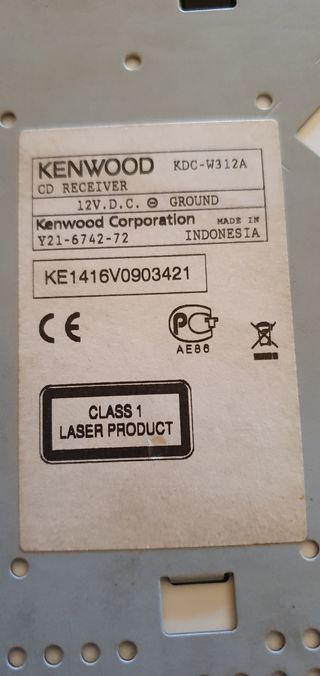 KENWOOD KDC-W312A
CD RECEIVER
12V.D.C. ⊖ GROUND
Kenwood Corporation MADE IN
Y21-6742-72 INDONESIA
KE1416V0903421
CE
PCT
AE86
CLASS 1
LASER PRODUCT